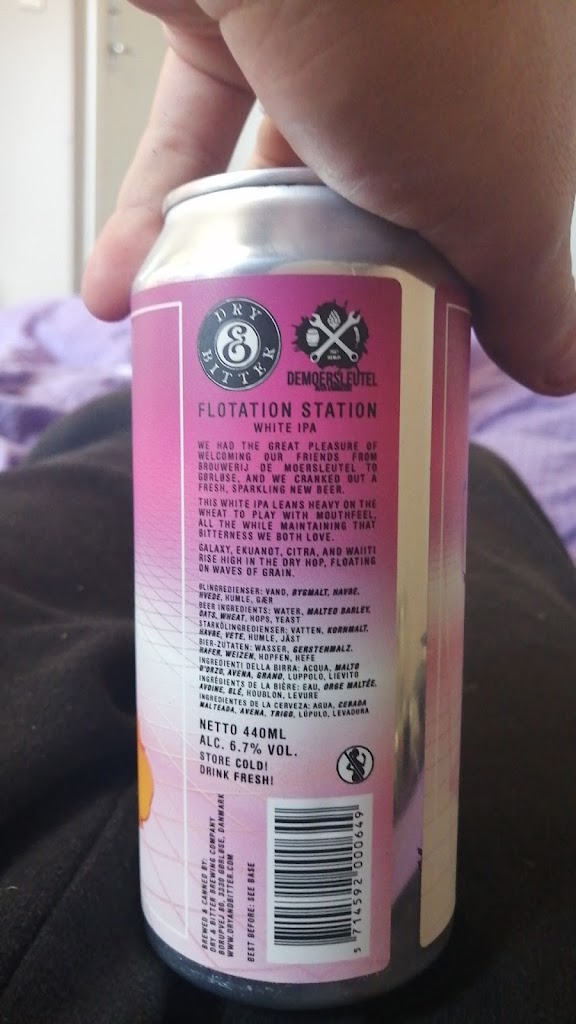 DRY
&
BITTER
DEMOERSLEUTEL
FLOTATION STATION
WHITE IPA
WE HAD THE GREAT PLEASURE OF
WELCOMING OUR FRIENDS FROM
BROUWERIJ DE MOERSLEUTEL TO
GØRLØSE, AND WE CRANKED OUT A
FRESH, SPARKLING NEW BEER.
THIS WHITE IPA LEANS HEAVY ON THE
WHEAT TO PLAY WITH MOUTHFEEL,
ALL THE WHILE MAINTAINING THAT
BITTERNESS WE BOTH LOVE.
GALAXY, EKUANOT, CITRA, AND WAIITI
RISE HIGH IN THE DRY HOP, FLOATING
ON WAVES OF GRAIN.
ØLINGREDIENSER: VAND, BYGMALT, HAVRE,
HVEDE, HUMLE, GÆR
BEER INGREDIENTS: WATER, MALTED BARLEY,
OATS, WHEAT, HOPS, YEAST
STARKÖLINGREDIENSER: VATTEN, KORNMALT,
HAVRE, VETE, HUMLE, JÄST
BIER-ZUTATEN: WASSER, GERSTENMALZ,
HAFER, WEIZEN, HOPFEN, HEFE
INGREDIENTI DELLA BIRRA: ACQUA, MALTO
D'ORZO, AVENA, GRANO, LUPPOLO, LIEVITO
INGRÉDIENTS DE LA BIÈRE: EAU, ORGE MALTÉE,
AVOINE, BLÉ, HOUBLON, LEVURE
INGREDIENTES DE LA CERVEZA: AGUA, CEBADA
MALTEADA, AVENA, TRIGO, LÚPULO, LEVADURA
NETTO 440ML
ALC. 6.7% VOL.
STORE COLD!
DRINK FRESH!
BREWED & CANNED BY:
DRY & BITTER BREWING COMPANY
BORUPVEJ 80, 3330 GØRLØSE, DANMARK
WWW.DRYANDBITTER.COM
BEST BEFORE: SEE BASE
5 714592 000649